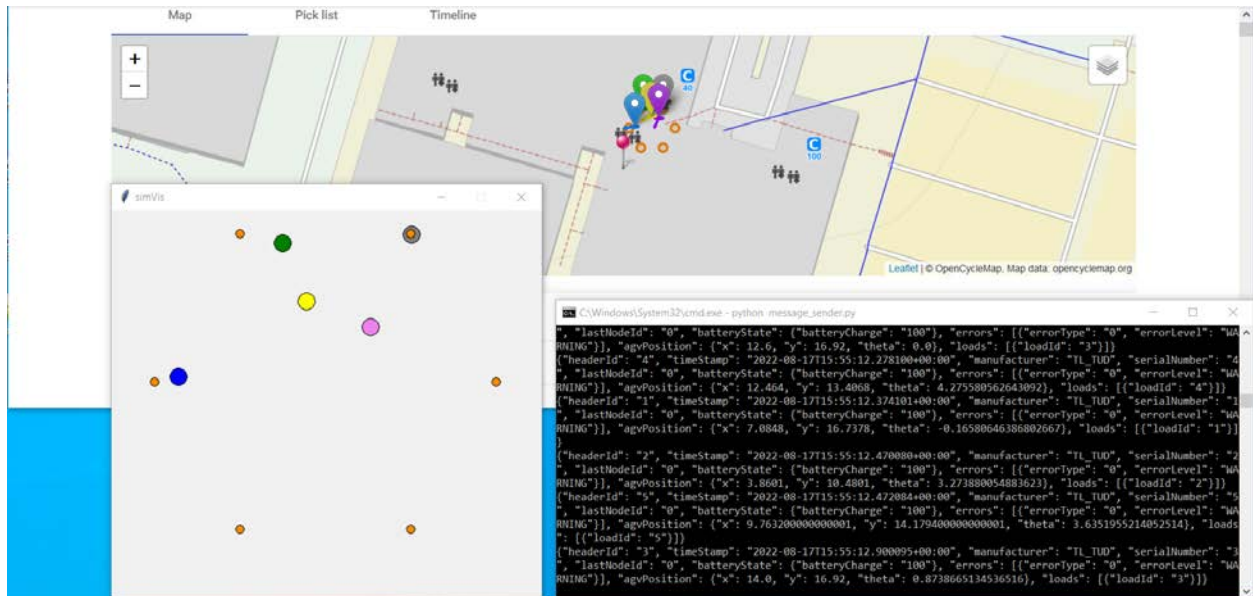 Map Pick list Timeline
+
−
C
40
C
100
Leaflet | © OpenCycleMap, Map data: opencyclemap.org
simVis
C:\Windows\System32\cmd.exe - python message_sender.py
", "lastNodeId": "0", "batteryState": {"batteryCharge": "100"}, "errors": [{"errorType": "0", "errorLevel": "WA
RNING"}], "agvPosition": {"x": 12.6, "y": 16.92, "theta": 0.0}, "loads": [{"loadId": "3"}]}
{"headerId": "4", "timeStamp": "2022-08-17T15:55:12.278100+00:00", "manufacturer": "TL_TUD", "serialNumber": "4
", "lastNodeId": "0", "batteryState": {"batteryCharge": "100"}, "errors": [{"errorType": "0", "errorLevel": "WA
RNING"}], "agvPosition": {"x": 12.464, "y": 13.4068, "theta": 4.275580562643092}, "loads": [{"loadId": "4"}]}
{"headerId": "1", "timeStamp": "2022-08-17T15:55:12.374101+00:00", "manufacturer": "TL_TUD", "serialNumber": "1
", "lastNodeId": "0", "batteryState": {"batteryCharge": "100"}, "errors": [{"errorType": "0", "errorLevel": "WA
RNING"}], "agvPosition": {"x": 7.0848, "y": 16.7378, "theta": -0.16580646386802667}, "loads": [{"loadId": "1"}]
}
{"headerId": "2", "timeStamp": "2022-08-17T15:55:12.470080+00:00", "manufacturer": "TL_TUD", "serialNumber": "2
", "lastNodeId": "0", "batteryState": {"batteryCharge": "100"}, "errors": [{"errorType": "0", "errorLevel": "WA
RNING"}], "agvPosition": {"x": 3.8601, "y": 10.4801, "theta": 3.273880054883623}, "loads": [{"loadId": "2"}]}
{"headerId": "5", "timeStamp": "2022-08-17T15:55:12.472084+00:00", "manufacturer": "TL_TUD", "serialNumber": "5
", "lastNodeId": "0", "batteryState": {"batteryCharge": "100"}, "errors": [{"errorType": "0", "errorLevel": "WA
RNING"}], "agvPosition": {"x": 9.763200000000001, "y": 14.179400000000001, "theta": 3.6351955214052514}, "loads
": [{"loadId": "5"}]}
{"headerId": "3", "timeStamp": "2022-08-17T15:55:12.900095+00:00", "manufacturer": "TL_TUD", "serialNumber": "3
", "lastNodeId": "0", "batteryState": {"batteryCharge": "100"}, "errors": [{"errorType": "0", "errorLevel": "WA
RNING"}], "agvPosition": {"x": 14.0, "y": 16.92, "theta": 0.8738665134536516}, "loads": [{"loadId": "3"}]}